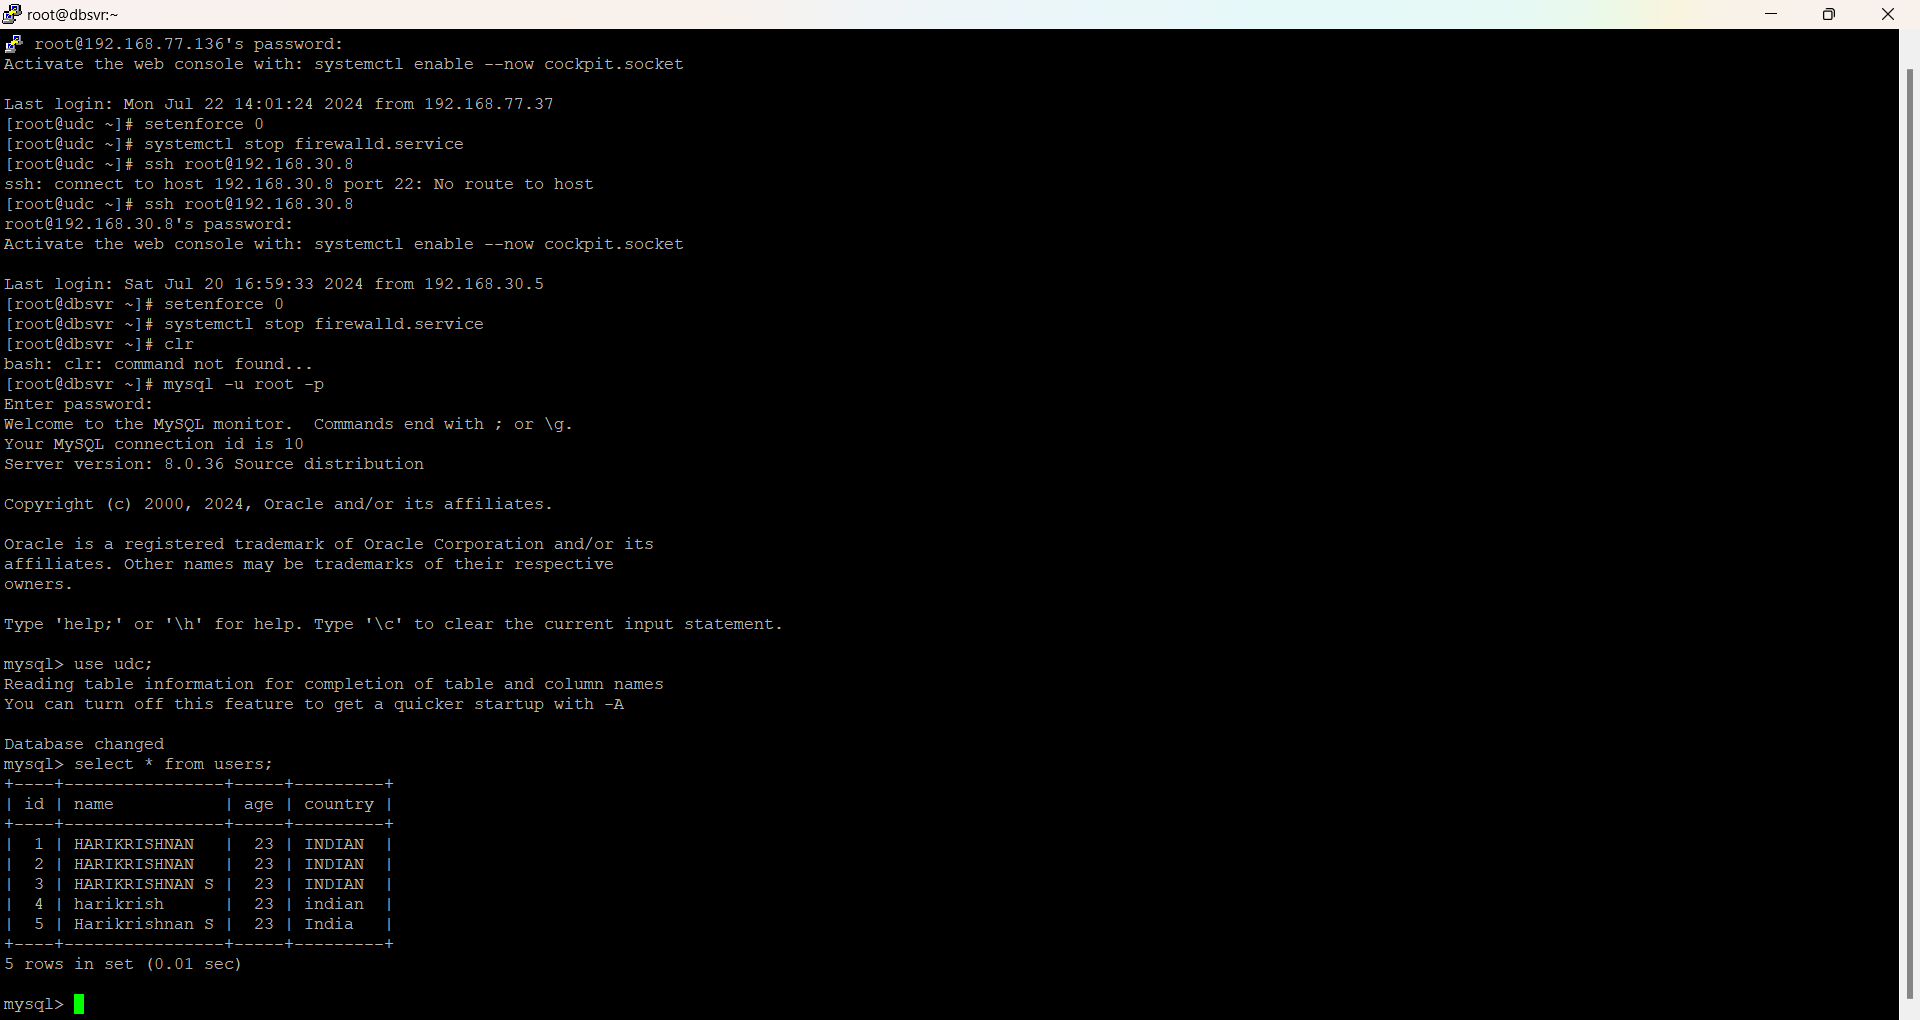 root@dbsvr:~
root@192.168.77.136's password:
Activate the web console with: systemctl enable --now cockpit.socket
Last login: Mon Jul 22 14:01:24 2024 from 192.168.77.37
[root@udc ~]# setenforce 0
[root@udc ~]# systemctl stop firewalld.service
[root@udc ~]# ssh root@192.168.30.8
ssh: connect to host 192.168.30.8 port 22: No route to host
[root@udc ~]# ssh root@192.168.30.8
root@192.168.30.8's password:
Activate the web console with: systemctl enable --now cockpit.socket
Last login: Sat Jul 20 16:59:33 2024 from 192.168.30.5
[root@dbsvr ~]# setenforce 0
[root@dbsvr ~]# systemctl stop firewalld.service
[root@dbsvr ~]# clr
bash: clr: command not found...
[root@dbsvr ~]# mysql -u root -p
Enter password:
Welcome to the MySQL monitor.  Commands end with ; or \g.
Your MySQL connection id is 10
Server version: 8.0.36 Source distribution
Copyright (c) 2000, 2024, Oracle and/or its affiliates.
Oracle is a registered trademark of Oracle Corporation and/or its
affiliates. Other names may be trademarks of their respective
owners.
Type 'help;' or '\h' for help. Type '\c' to clear the current input statement.
mysql> use udc;
Reading table information for completion of table and column names
You can turn off this feature to get a quicker startup with -A
Database changed
mysql> select * from users;
+----+----------------+-----+---------+
| id | name           | age | country |
+----+----------------+-----+---------+
|  1 | HARIKRISHNAN   |  23 | INDIAN  |
|  2 | HARIKRISHNAN   |  23 | INDIAN  |
|  3 | HARIKRISHNAN S |  23 | INDIAN  |
|  4 | harikrish      |  23 | indian  |
|  5 | Harikrishnan S |  23 | India   |
+----+----------------+-----+---------+
5 rows in set (0.01 sec)
mysql>